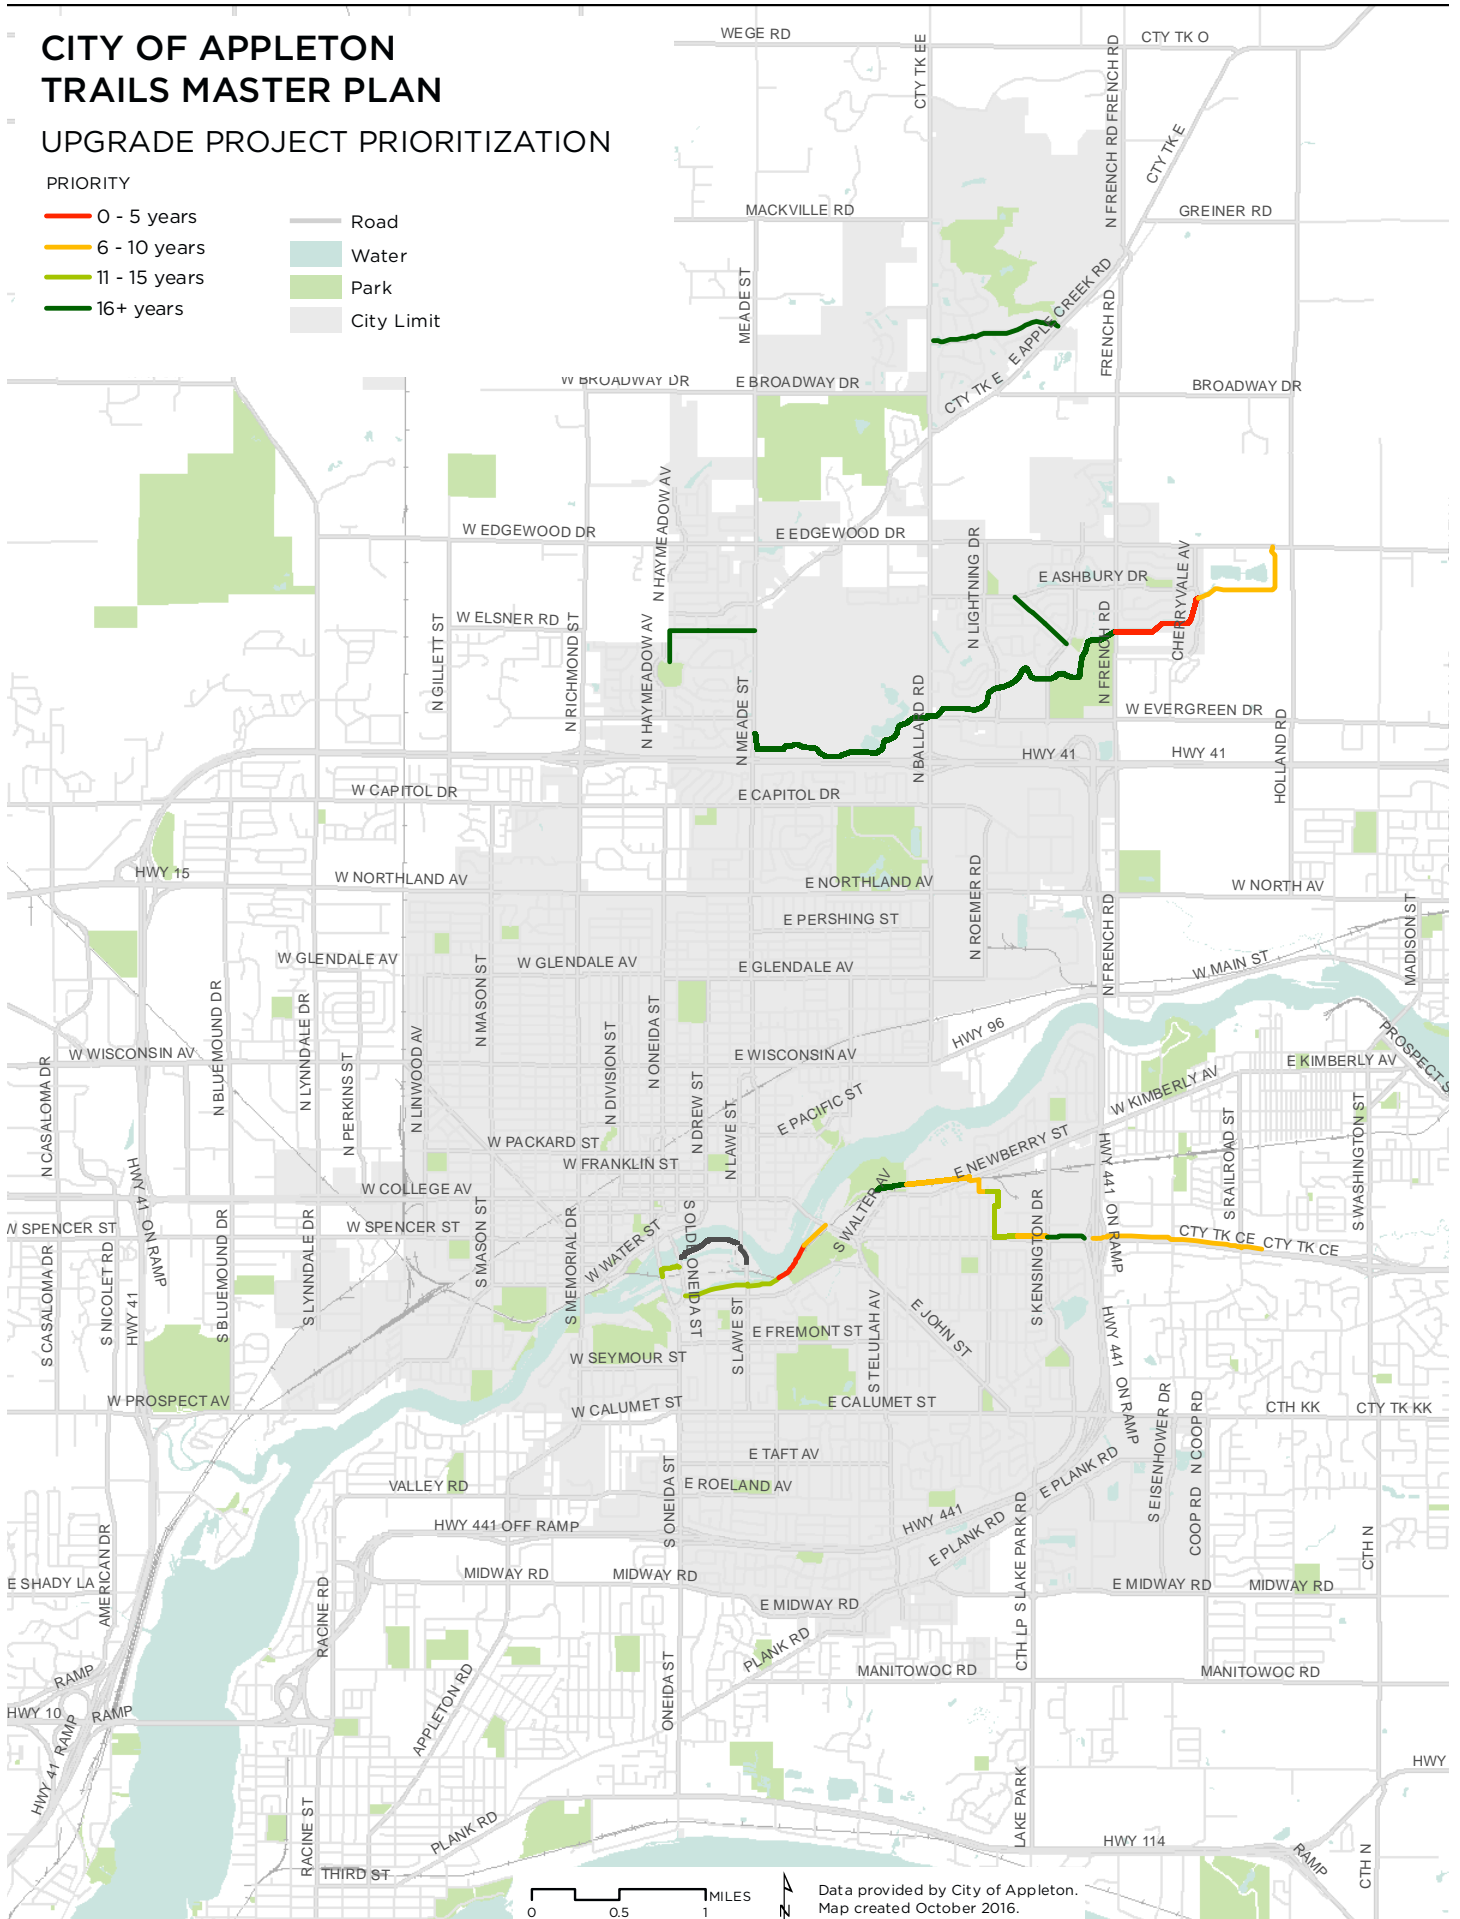 CITY OF APPLETON
TRAILS MASTER PLAN
UPGRADE PROJECT PRIORITIZATION
PRIORITY
0 - 5 years
6 - 10 years
11 - 15 years
16+ years
Road
Water
Park
City Limit
WEGE RD
CTY TK EE
N FRENCH RD FRENCH RD
CTY TK O
CTY TK E
MACKVILLE RD
GREINER RD
MEADE ST
E APPLE CREEK RD
FRENCH RD
W BROADWAY DR
E BROADWAY DR
CTY TK E
BROADWAY DR
N HAYMEADOW AV
W EDGEWOOD DR
E EDGEWOOD DR
N LIGHTNING DR
E ASHBURY DR
CHERRYVALE AV
W ELSNER RD
N GILLETT ST
N RICHMOND ST
N HAYMEADOW AV
N MEADE ST
N BALLARD RD
N FRENCH RD
W EVERGREEN DR
HWY 41
HWY 41
HOLLAND RD
W CAPITOL DR
E CAPITOL DR
HWY 15
W NORTHLAND AV
E NORTHLAND AV
W NORTH AV
N ROEMER RD
E PERSHING ST
N FRENCH RD
MADISON ST
W GLENDALE AV
W GLENDALE AV
E GLENDALE AV
W MAIN ST
N MASON ST
N BLUEMOUND DR
N LYNNDALE DR
N ONEIDA ST
N DIVISION ST
N LINWOOD AV
N PERKINS ST
HWY 96
PROSPECT S
W WISCONSIN AV
E WISCONSIN AV
E KIMBERLY AV
N CASALOMA DR
N DREW ST
N LAWE ST
E PACIFIC ST
W KIMBERLY AV
S RAILROAD ST
S WASHINGTON ST
W PACKARD ST
E NEWBERRY ST
W FRANKLIN ST
HWY 441 ON RAMP
HWY 41 ON RAMP
W COLLEGE AV
S WALTER AV
W SPENCER ST
W SPENCER ST
CTY TK CE
CTY TK CE
S CASALOMA DR
S NICOLET RD
HWY 41
S BLUEMOUND DR
S LYNNDALE DR
S MASON ST
S MEMORIAL DR
W WATER ST
S OLDE ONEIDA ST
S LAWE ST
S KENSINGTON DR
E FREMONT ST
S TELULAH AV
E JOHN ST
HWY 441 ON RAMP
W SEYMOUR ST
W PROSPECT AV
W CALUMET ST
E CALUMET ST
CTH KK
CTY TK KK
S EISENHOWER DR
N COOP RD
COOP RD
E TAFT AV
VALLEY RD
S ONEIDA ST
E ROELAND AV
E PLANK RD
HWY 441 OFF RAMP
HWY 441
E PLANK RD
S LAKE PARK RD
CTH LP
CTH N
AMERICAN DR
E SHADY LA
MIDWAY RD
MIDWAY RD
E MIDWAY RD
E MIDWAY RD
MIDWAY RD
RACINE RD
PLANK RD
RAMP
ONEIDA ST
MANITOWOC RD
MANITOWOC RD
HWY 10
RAMP
APPLETON RD
HWY 41 RAMP
HWY
RACINE ST
PLANK RD
LAKE PARK
HWY 114
RAMP
CTH N
THIRD ST
0
0.5
1
MILES
N
Data provided by City of Appleton.
Map created October 2016.